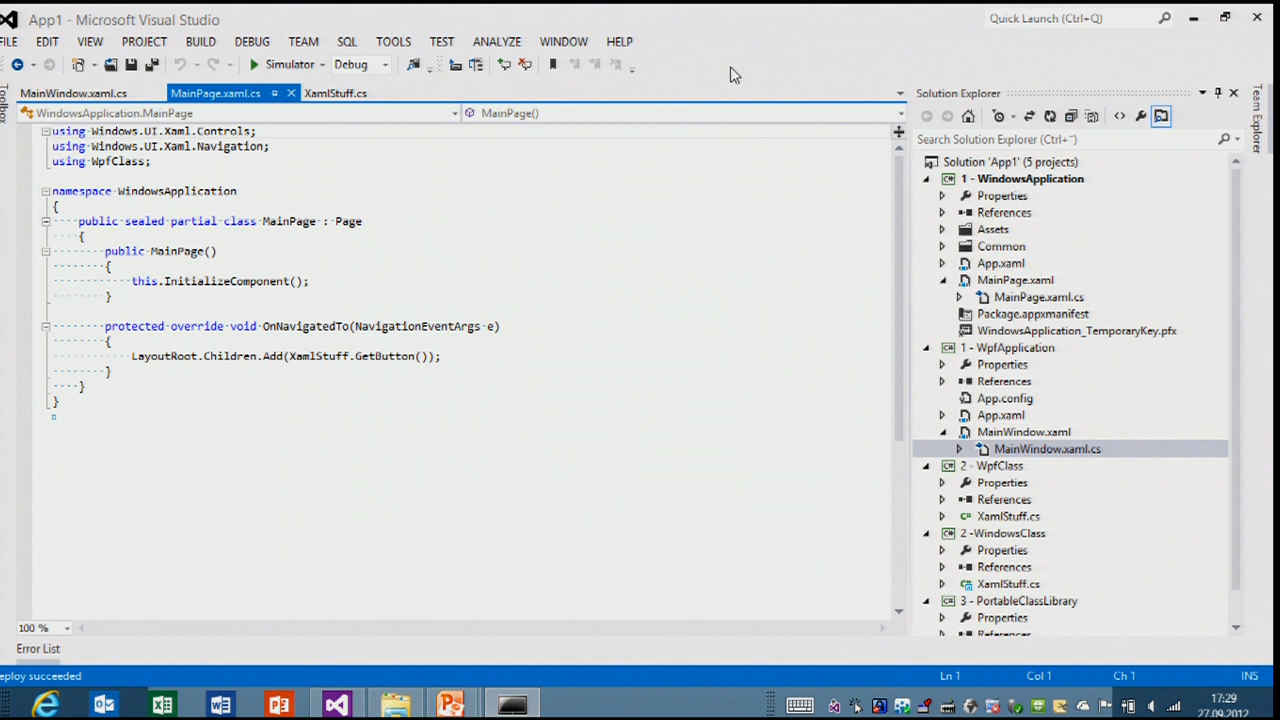 App1 - Microsoft Visual Studio
Quick Launch (Ctrl+Q)
FILE EDIT VIEW PROJECT BUILD DEBUG TEAM SQL TOOLS TEST ANALYZE WINDOW HELP
Simulator Debug
Toolbox
MainWindow.xaml.cs MainPage.xaml.cs XamlStuff.cs
WindowsApplication.MainPage MainPage()
using Windows.UI.Xaml.Controls;
using Windows.UI.Xaml.Navigation;
using WpfClass;
namespace WindowsApplication
{
public sealed partial class MainPage : Page
{
public MainPage()
{
this.InitializeComponent();
}
protected override void OnNavigatedTo(NavigationEventArgs e)
{
LayoutRoot.Children.Add(XamlStuff.GetButton());
}
}
}
100 %
Error List
Solution Explorer
Search Solution Explorer (Ctrl+¨)
Solution 'App1' (5 projects)
1 - WindowsApplication
Properties
References
Assets
Common
App.xaml
MainPage.xaml
MainPage.xaml.cs
Package.appxmanifest
WindowsApplication_TemporaryKey.pfx
1 - WpfApplication
Properties
References
App.config
App.xaml
MainWindow.xaml
MainWindow.xaml.cs
2 - WpfClass
Properties
References
XamlStuff.cs
2 -WindowsClass
Properties
References
XamlStuff.cs
3 - PortableClassLibrary
Properties
References
Team Explorer
eploy succeeded Ln 1 Col 1 Ch 1 INS
17:29
27.09.2012